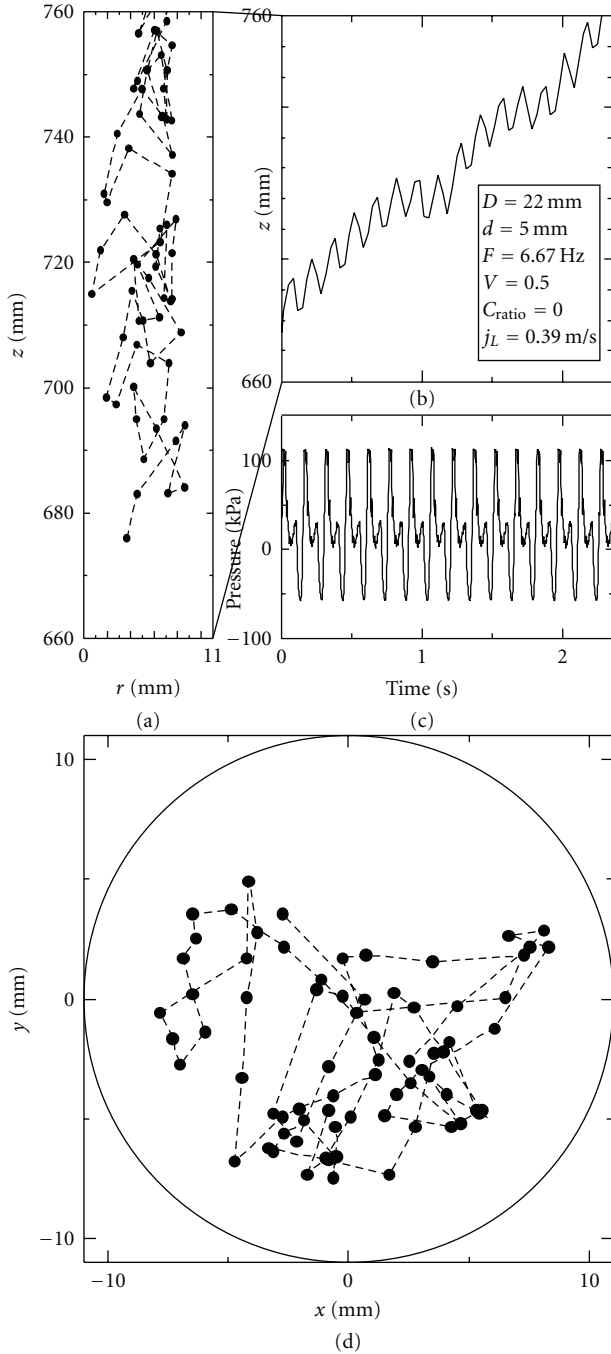 760
740
720
700
680
660
z (mm)
0
11
r (mm)
(a)
760
z (mm)
660
D = 22 mm
d = 5 mm
F = 6.67 Hz
V = 0.5
C_ratio = 0
j_L = 0.39 m/s
(b)
100
0
−100
Pressure (kPa)
0
1
2
Time (s)
(c)
10
0
−10
y (mm)
−10
0
10
x (mm)
(d)